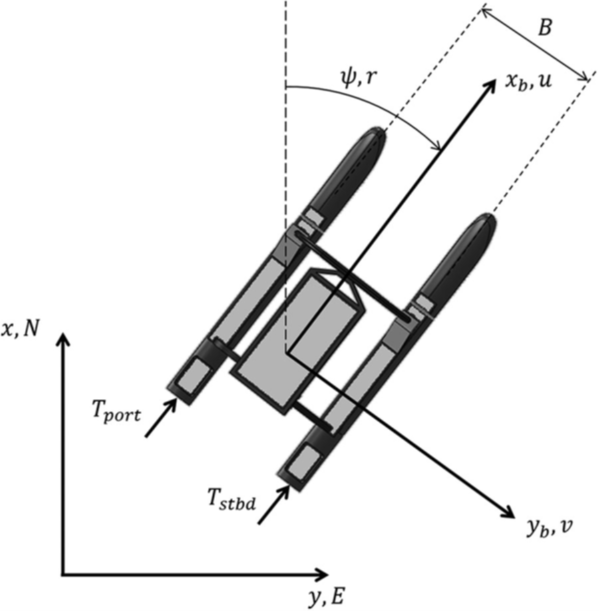 B
ψ, r
x_b, u
x, N
T_port
T_stbd
y_b, v
y, E